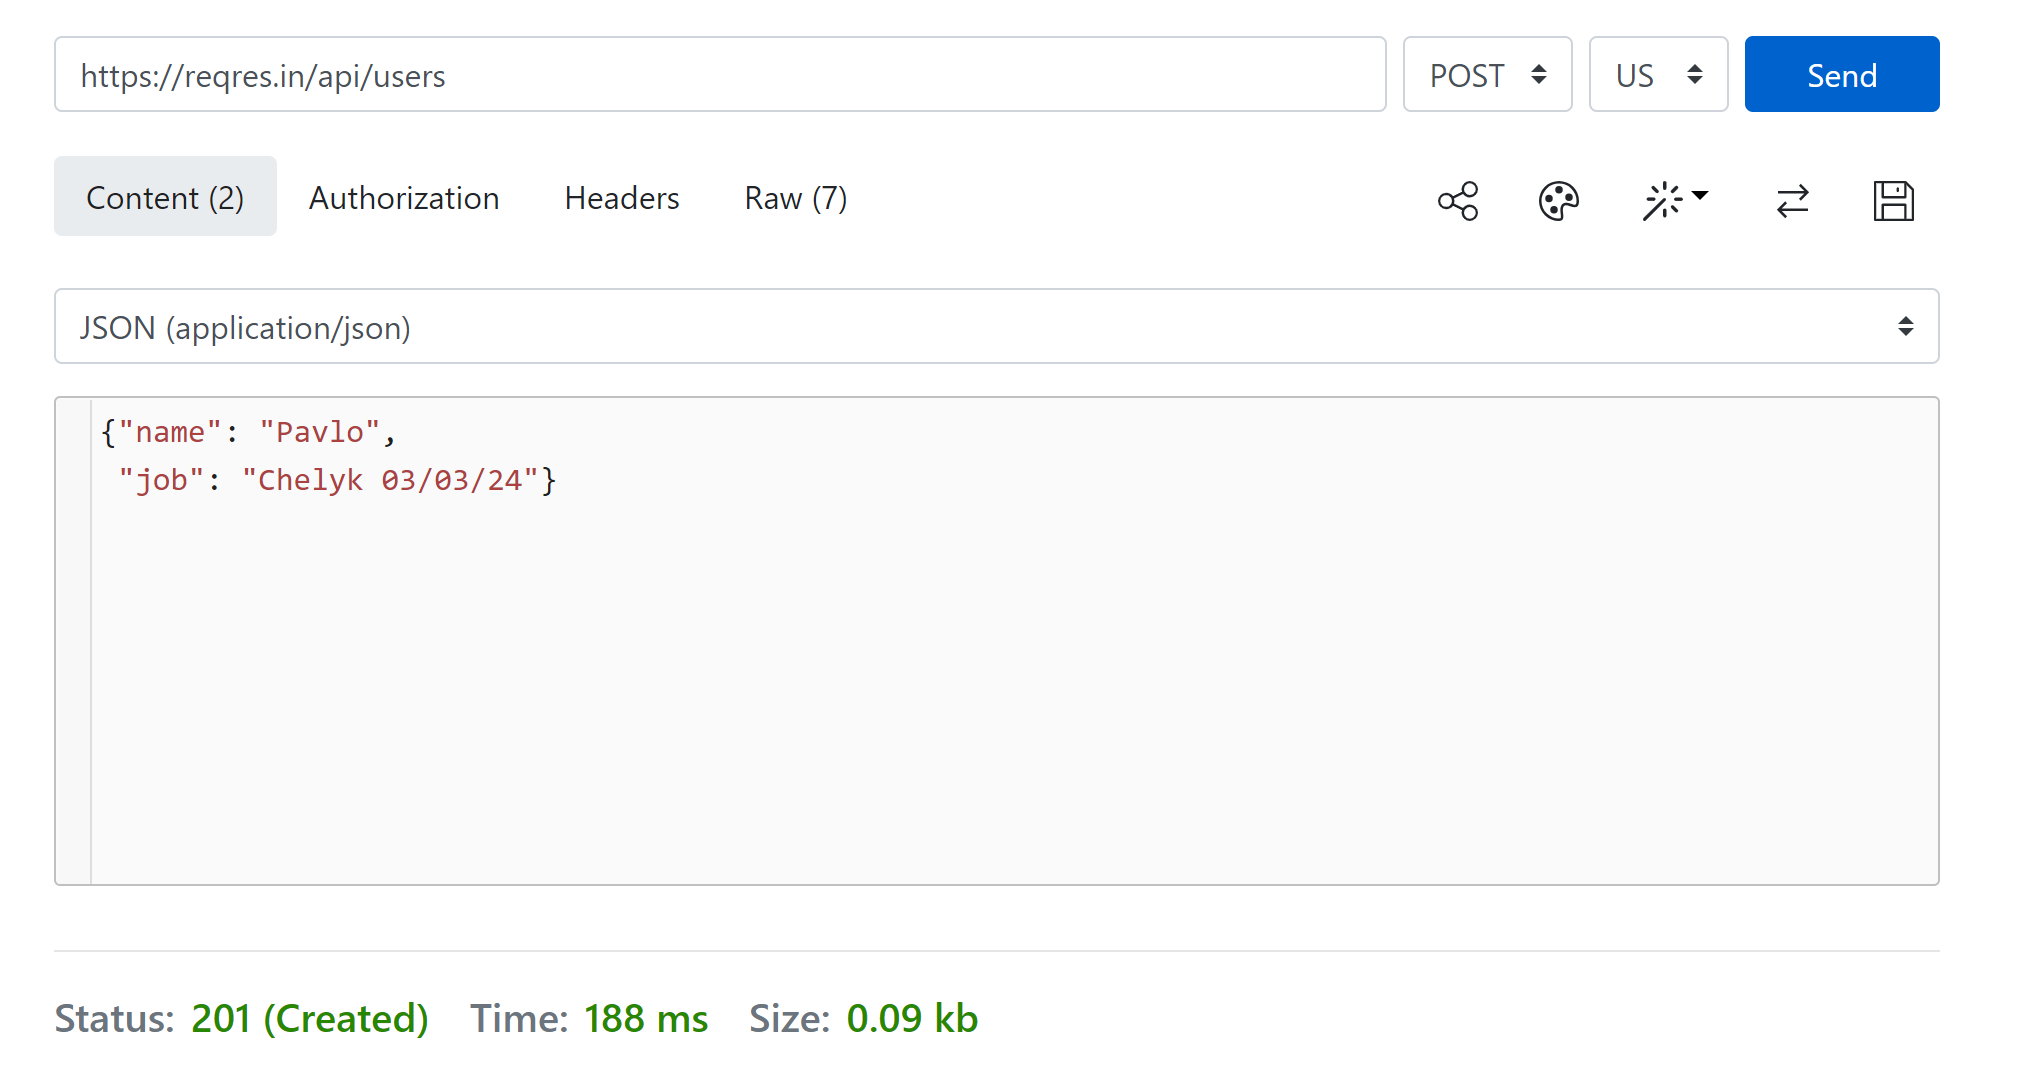 https://reqres.in/api/users POST US Send
Content (2) Authorization Headers Raw (7)
JSON (application/json)
{"name": "Pavlo",
"job": "Chelyk 03/03/24"}
Status: 201 (Created) Time: 188 ms Size: 0.09 kb